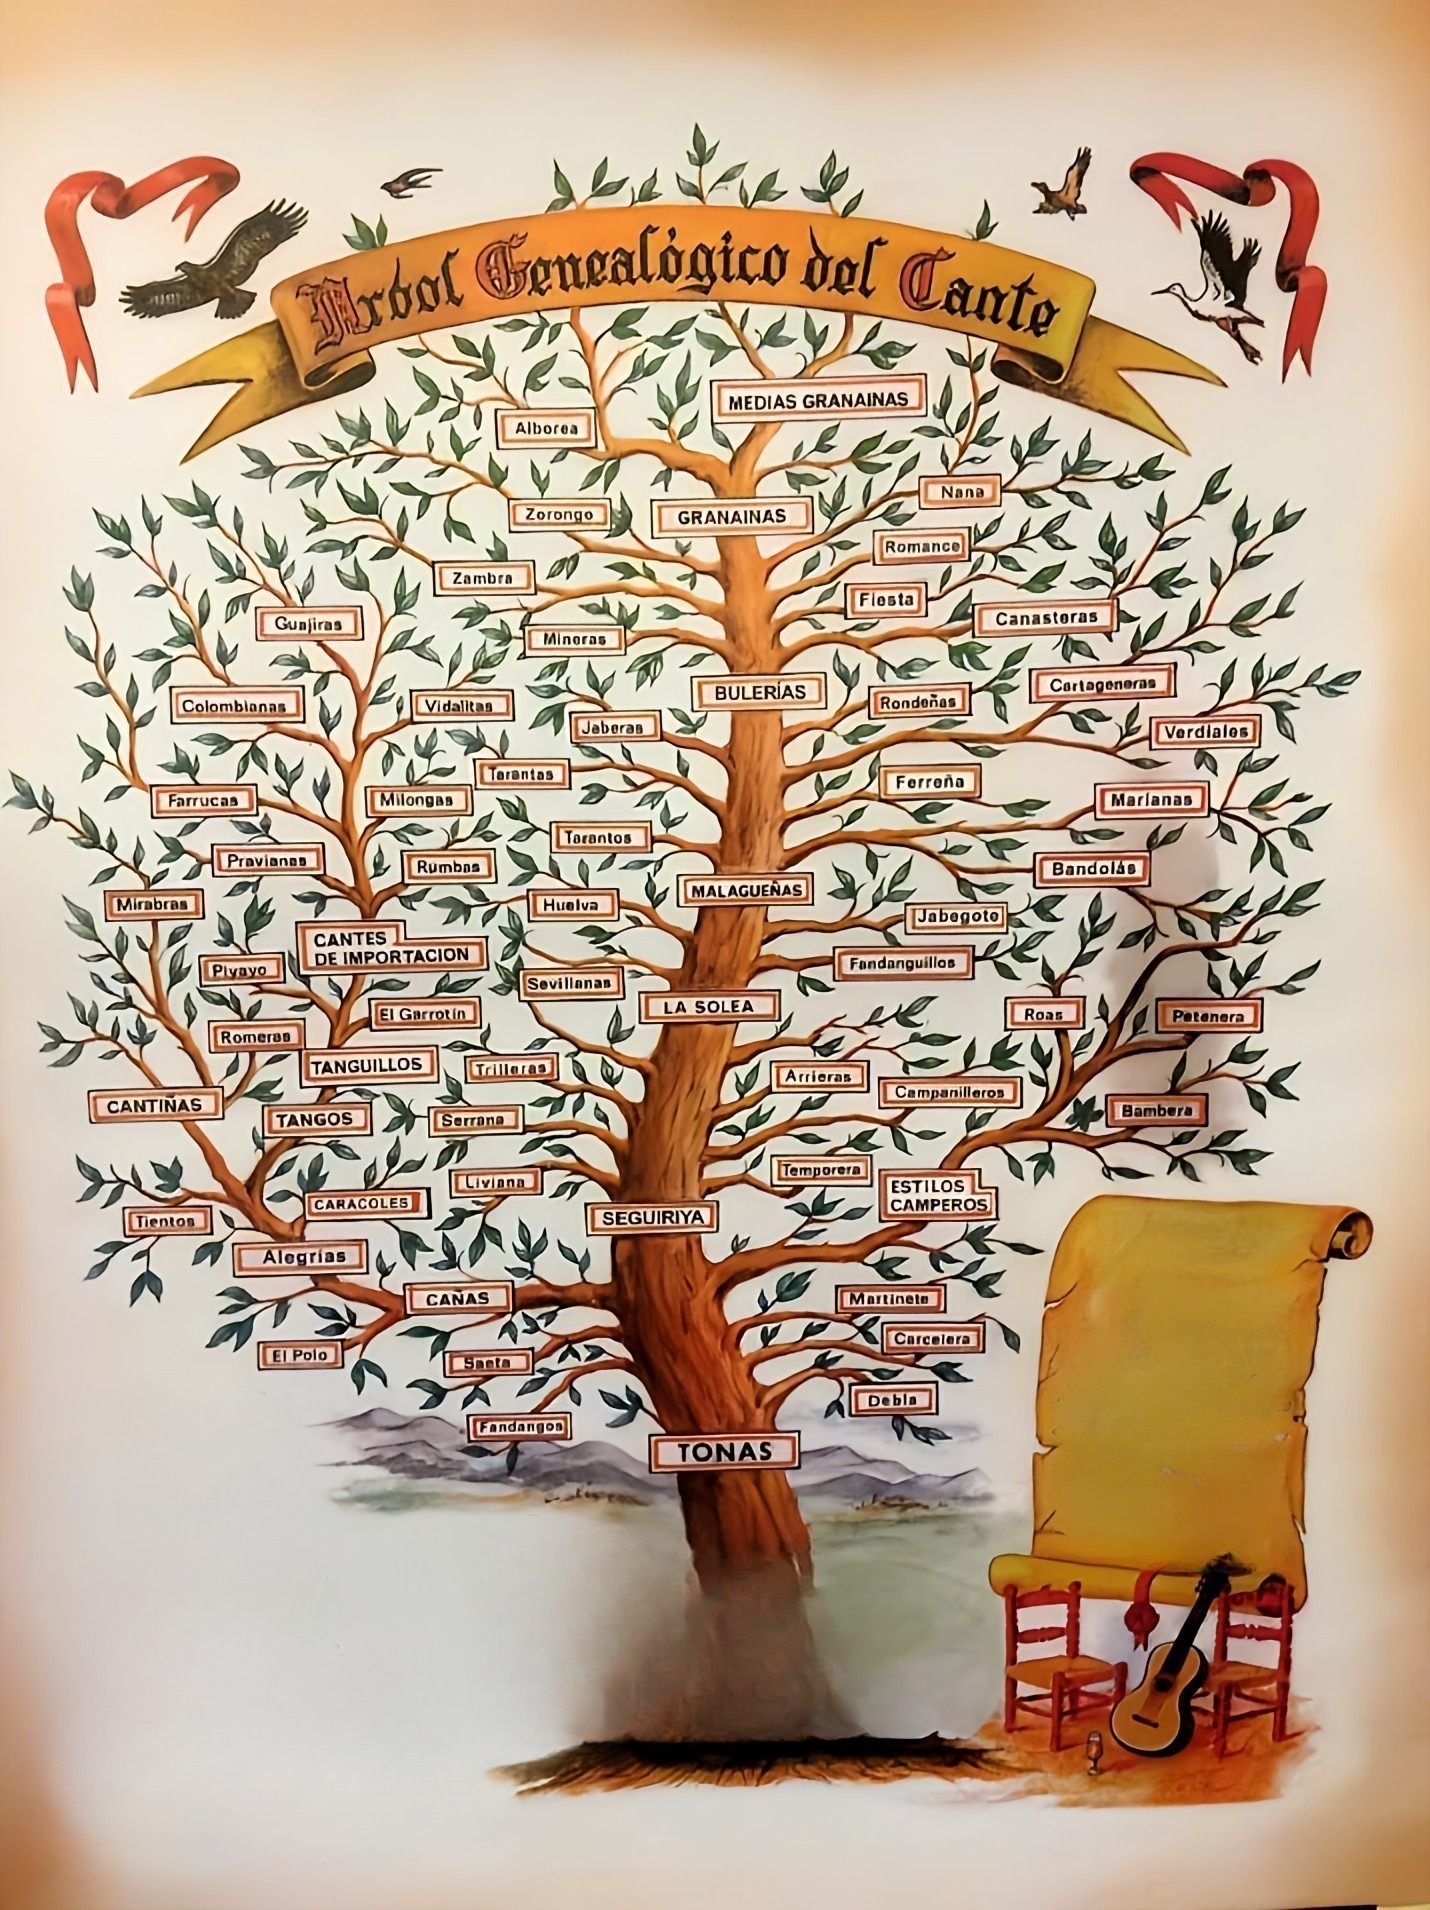 Arbol Genealógico del Cante
MEDIAS GRANAINAS
Alborea
Nana
Zorongo
GRANAINAS
Romance
Zambra
Fiesta
Canasteras
Guajiras
Mineras
Cartageneras
BULERÍAS
Rondeñas
Colombianas
Vidalitas
Jaberas
Verdiales
Tarantas
Ferreña
Farrucas
Milongas
Marianas
Tarantos
Pravianas
Rumbas
Bandolás
MALAGUEÑAS
Mirabras
Huelva
Jabegote
CANTES
DE IMPORTACION
Piyayo
Fandanguillos
Sevillanas
LA SOLEA
El Garrotín
Roas
Petenera
Romeras
TANGUILLOS
Trilleras
Arrieras
Campanilleros
CANTIÑAS
TANGOS
Serrana
Bambera
Liviana
Temporera
ESTILOS
CAMPEROS
CARACOLES
Tientos
SEGUIRIYA
Alegrías
CAÑAS
Martinete
Carcelera
El Polo
Saeta
Debla
Fandangos
TONAS